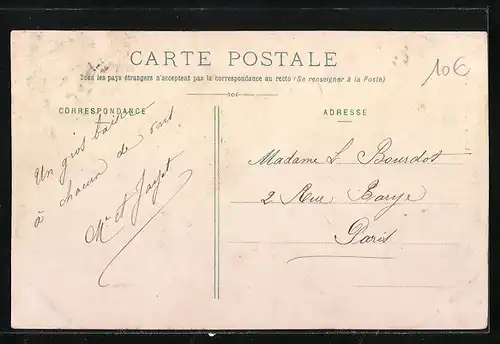 CARTE POSTALE
Tous les pays étrangers n'acceptent pas la correspondance au recto (Se renseigner à la Poste)
10€
CORRESPONDANCE
ADRESSE
Un gros baiser
à chacun de vous
Madame L. Bourdot
2 Rue Barye
Paris